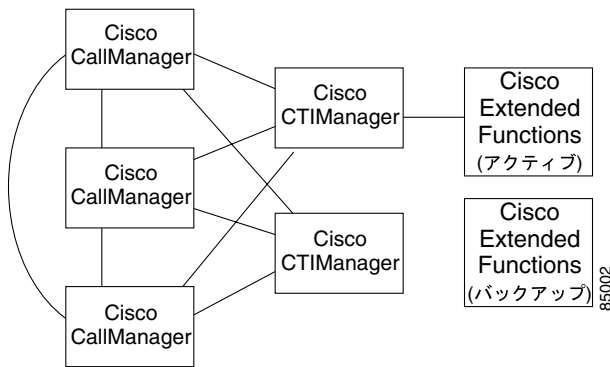 Cisco
CallManager
Cisco
CallManager
Cisco
CallManager
Cisco
CTIManager
Cisco
CTIManager
Cisco
Extended
Functions
(アクティブ)
Cisco
Extended
Functions
(バックアップ)
85002